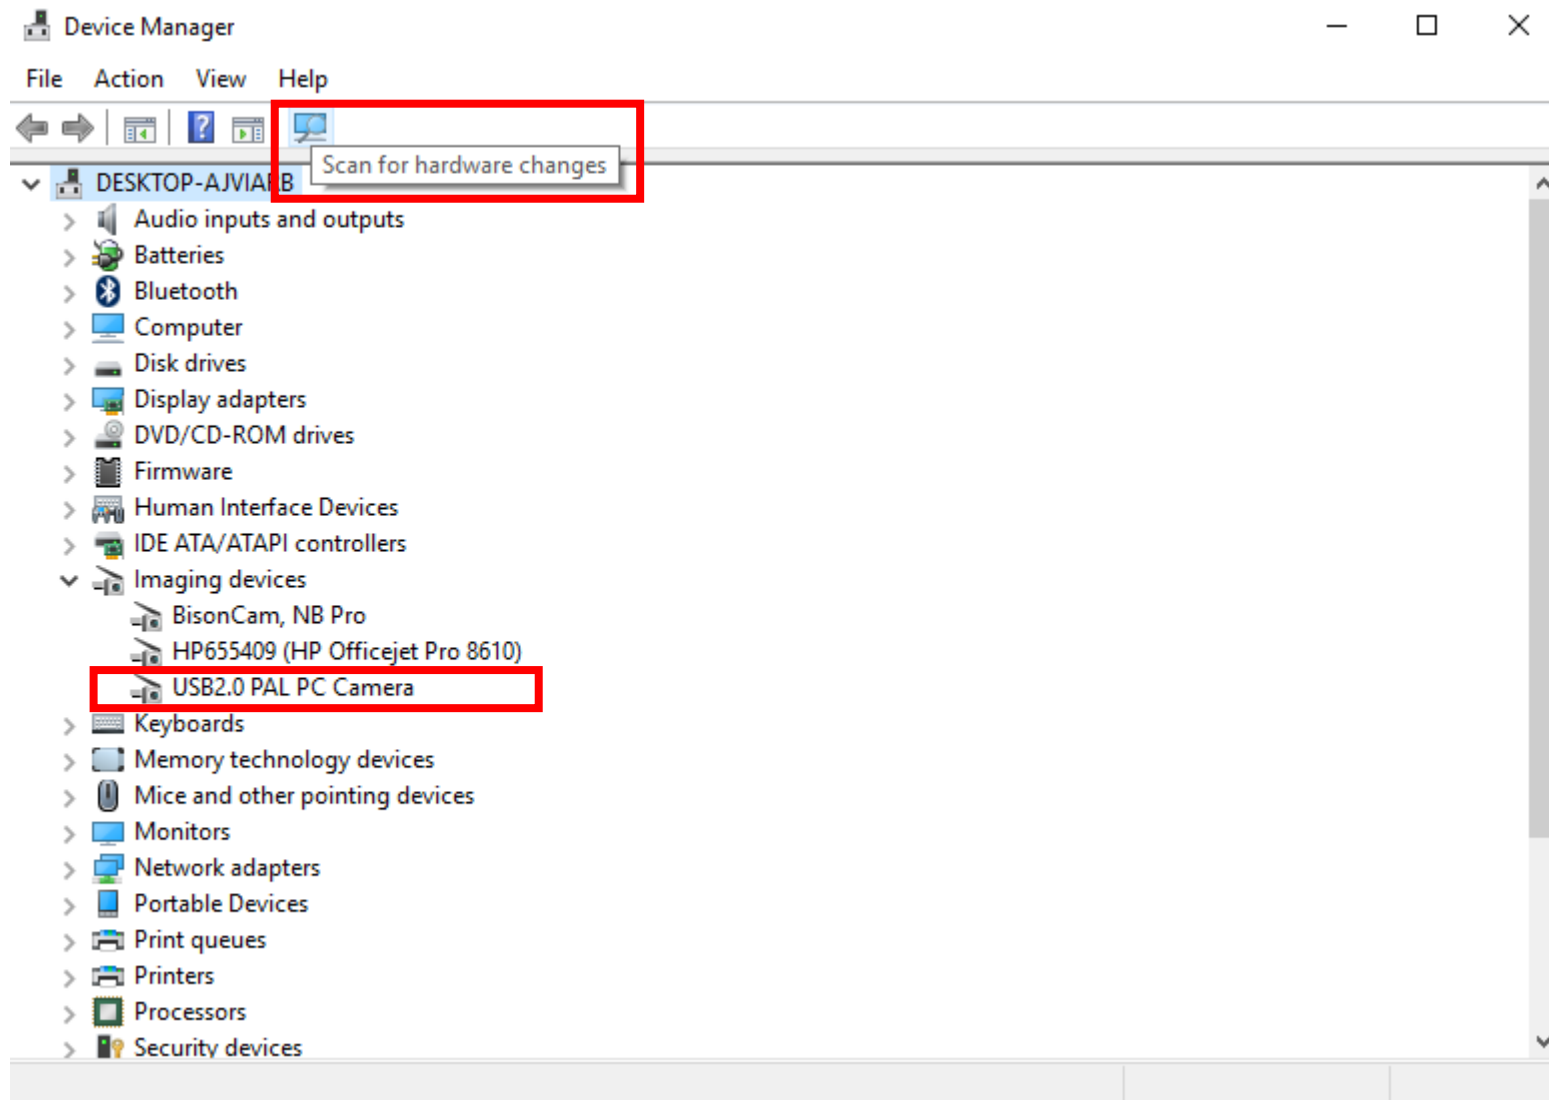 Device Manager
File Action View Help
Scan for hardware changes
DESKTOP-AJVIARB
Audio inputs and outputs
Batteries
Bluetooth
Computer
Disk drives
Display adapters
DVD/CD-ROM drives
Firmware
Human Interface Devices
IDE ATA/ATAPI controllers
Imaging devices
BisonCam, NB Pro
HP655409 (HP Officejet Pro 8610)
USB2.0 PAL PC Camera
Keyboards
Memory technology devices
Mice and other pointing devices
Monitors
Network adapters
Portable Devices
Print queues
Printers
Processors
Security devices